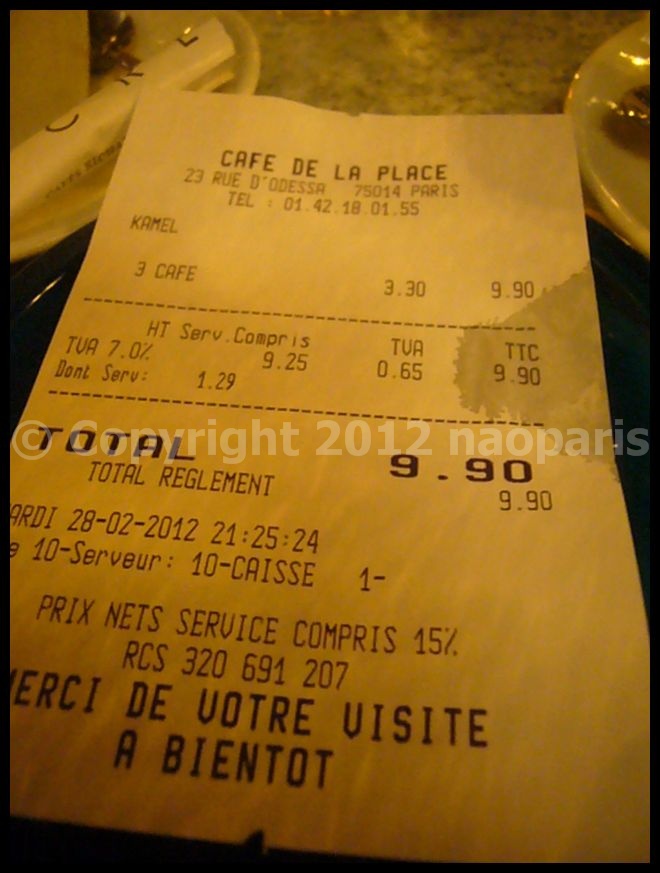 CAFE DE LA PLACE
23 RUE D'ODESSA 75014 PARIS
TEL : 01.42.18.01.55
KAMEL
3 CAFE 3.30 9.90
HT Serv.Compris TVA TTC
TVA 7.0% 9.25 0.65 9.90
Dont Serv: 1.29
© Copyright 2012 naoparis
TOTAL 9.90
TOTAL REGLEMENT 9.90
ARDI 28-02-2012 21:25:24
e 10-Serveur: 10-CAISSE 1-
PRIX NETS SERVICE COMPRIS 15%
RCS 320 691 207
MERCI DE VOTRE VISITE
A BIENTOT